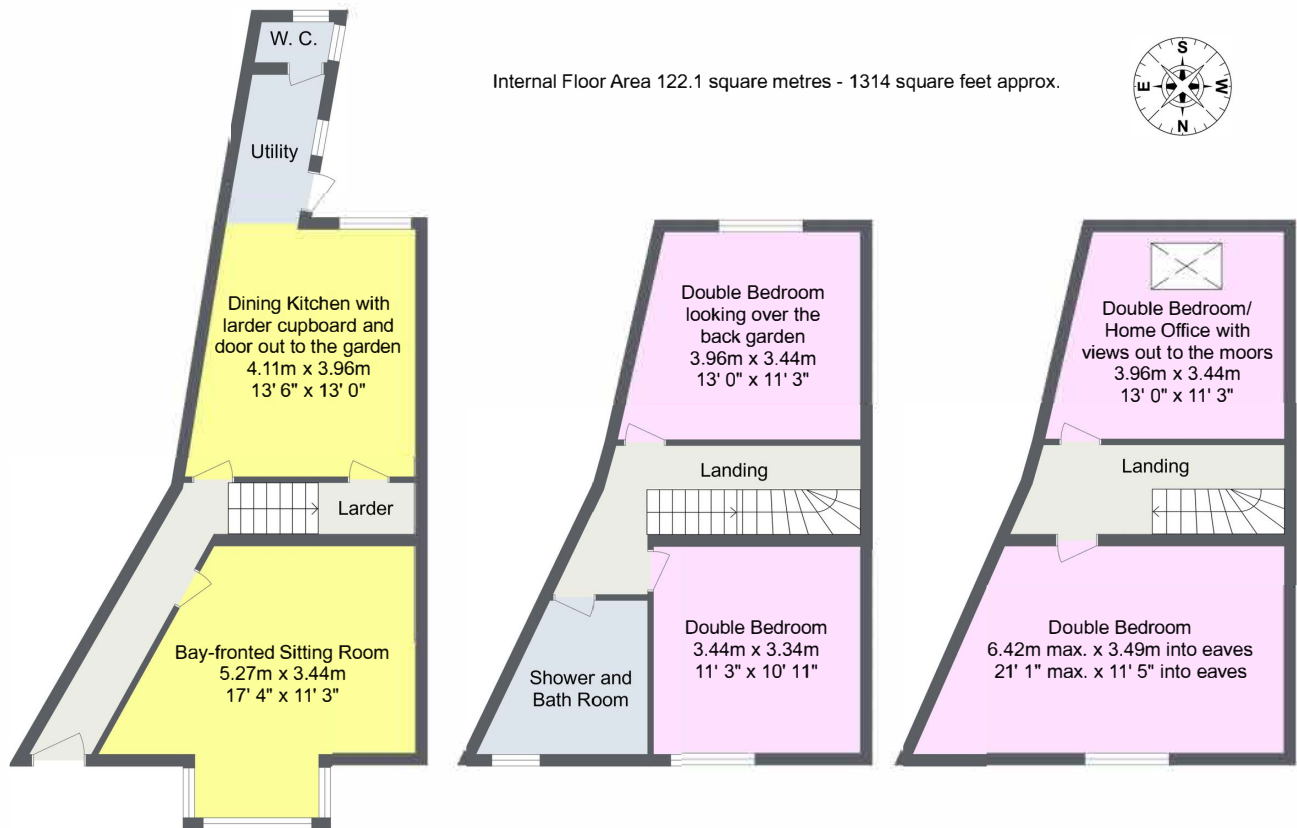 W. C.
Internal Floor Area 122.1 square metres - 1314 square feet approx.
S
E
W
N
Utility
Dining Kitchen with
larder cupboard and
door out to the garden
4.11m x 3.96m
13' 6" x 13' 0"
Larder
Bay-fronted Sitting Room
5.27m x 3.44m
17' 4" x 11' 3"
Double Bedroom
looking over the
back garden
3.96m x 3.44m
13' 0" x 11' 3"
Landing
Shower and
Bath Room
Double Bedroom
3.44m x 3.34m
11' 3" x 10' 11"
Double Bedroom/
Home Office with
views out to the moors
3.96m x 3.44m
13' 0" x 11' 3"
Landing
Double Bedroom
6.42m max. x 3.49m into eaves
21' 1" max. x 11' 5" into eaves